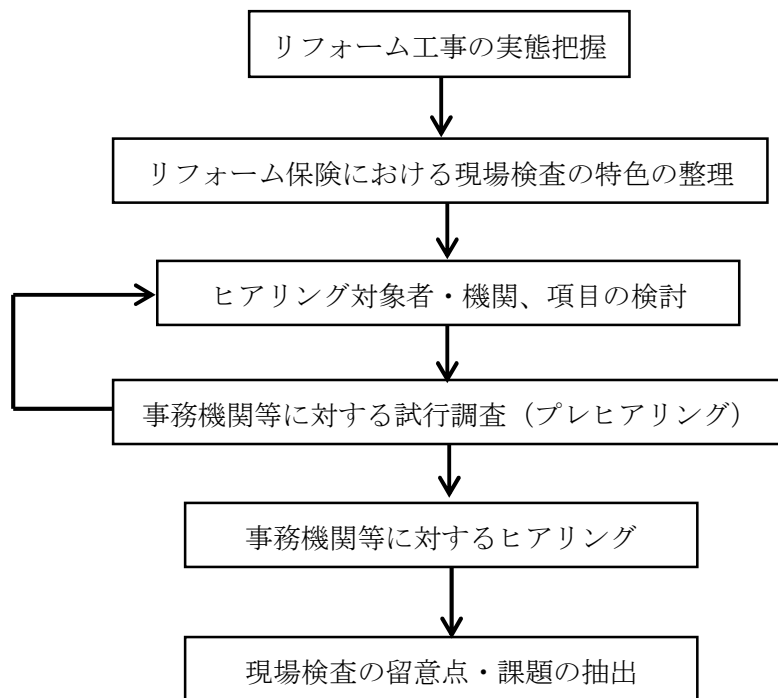 リフォーム工事の実態把握
リフォーム保険における現場検査の特色の整理
ヒアリング対象者・機関、項目の検討
事務機関等に対する試行調査（プレヒアリング）
事務機関等に対するヒアリング
現場検査の留意点・課題の抽出